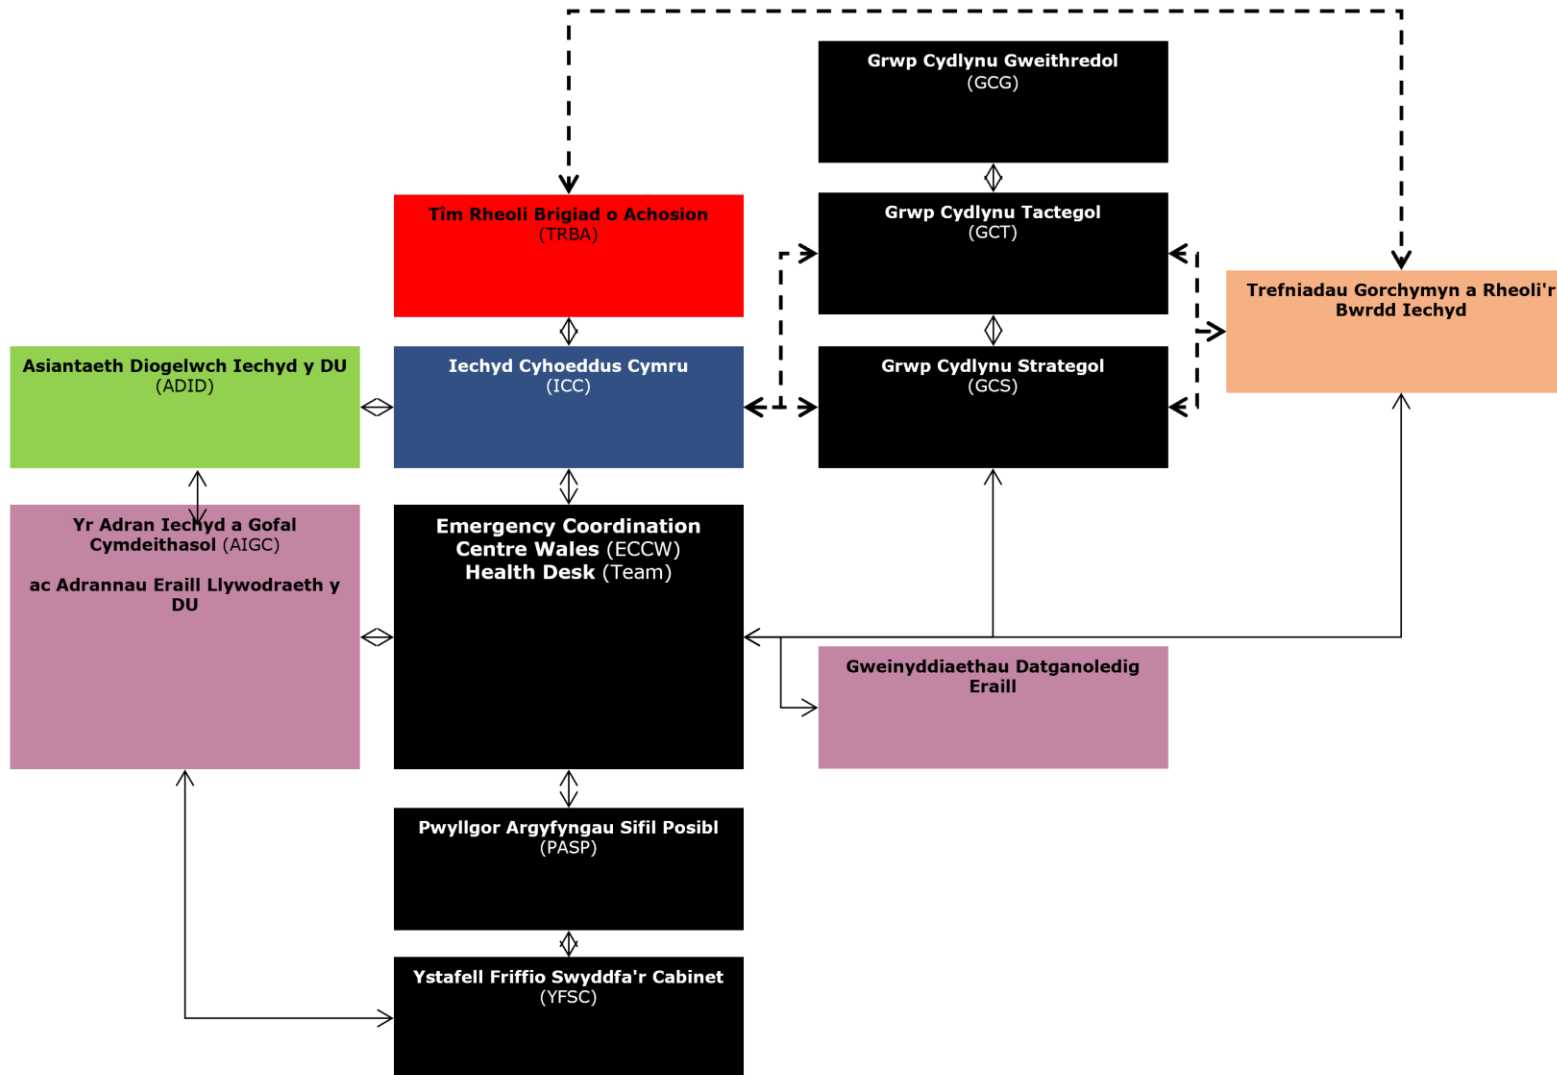 Grwp Cydlynu Gweithredol
(GCG)
Tîm Rheoli Brigiad o Achosion
(TRBA)
Grwp Cydlynu Tactegol
(GCT)
Trefniadau Gorchymyn a Rheoli'r
Bwrdd Iechyd
Asiantaeth Diogelwch Iechyd y DU
(ADID)
Iechyd Cyhoeddus Cymru
(ICC)
Grwp Cydlynu Strategol
(GCS)
Yr Adran Iechyd a Gofal
Cymdeithasol (AIGC)
ac Adrannau Eraill Llywodraeth y
DU
Emergency Coordination
Centre Wales (ECCW)
Health Desk (Team)
Gweinyddiaethau Datganoledig
Eraill
Pwyllgor Argyfyngau Sifil Posibl
(PASP)
Ystafell Friffio Swyddfa'r Cabinet
(YFSC)